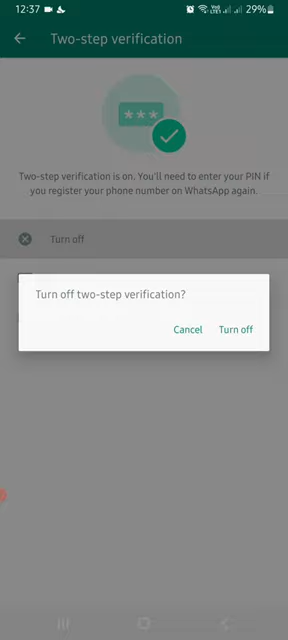 12:37 29%
Two-step verification
***
Two-step verification is on. You'll need to enter your PIN if
you register your phone number on WhatsApp again.
Turn off
Turn off two-step verification?
Cancel Turn off